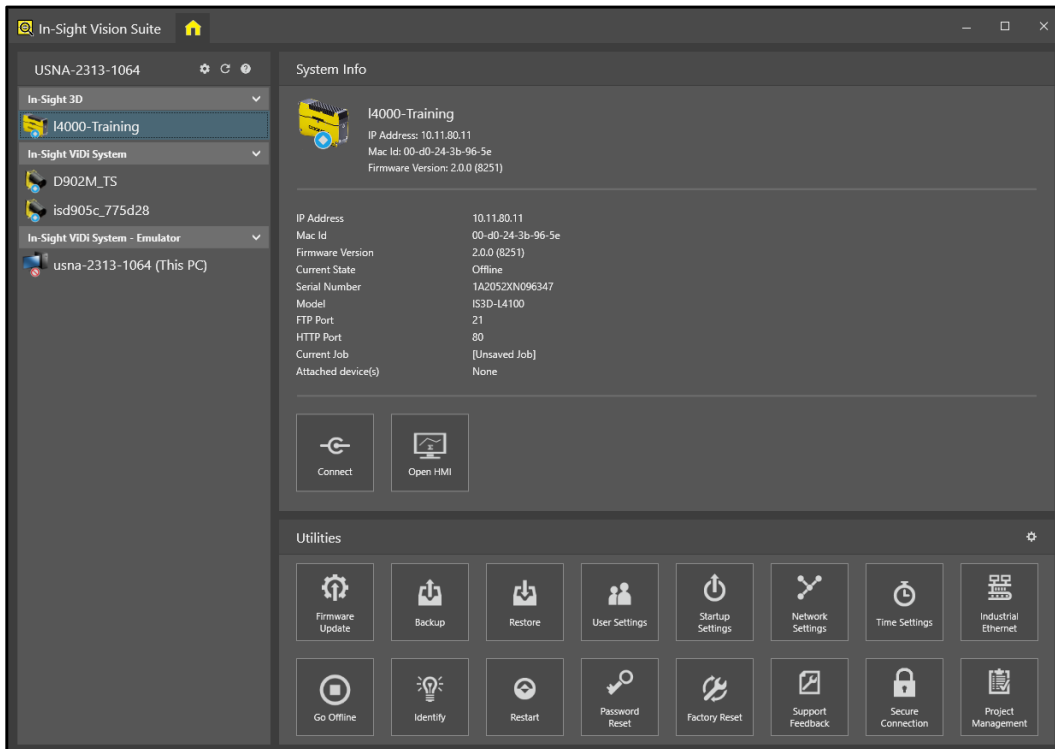 In-Sight Vision Suite
USNA-2313-1064
In-Sight 3D
l4000-Training
In-Sight ViDi System
D902M_TS
isd905c_775d28
In-Sight ViDi System - Emulator
usna-2313-1064 (This PC)
System Info
l4000-Training
IP Address: 10.11.80.11
Mac Id: 00-d0-24-3b-96-5e
Firmware Version: 2.0.0 (8251)
IP Address 10.11.80.11
Mac Id 00-d0-24-3b-96-5e
Firmware Version 2.0.0 (8251)
Current State Offline
Serial Number 1A2052XN096347
Model IS3D-L4100
FTP Port 21
HTTP Port 80
Current Job [Unsaved Job]
Attached device(s) None
Connect
Open HMI
Utilities
Firmware
Update
Backup
Restore
User Settings
Startup
Settings
Network
Settings
Time Settings
Industrial
Ethernet
Go Offline
Identify
Restart
Password
Reset
Factory Reset
Support
Feedback
Secure
Connection
Project
Management